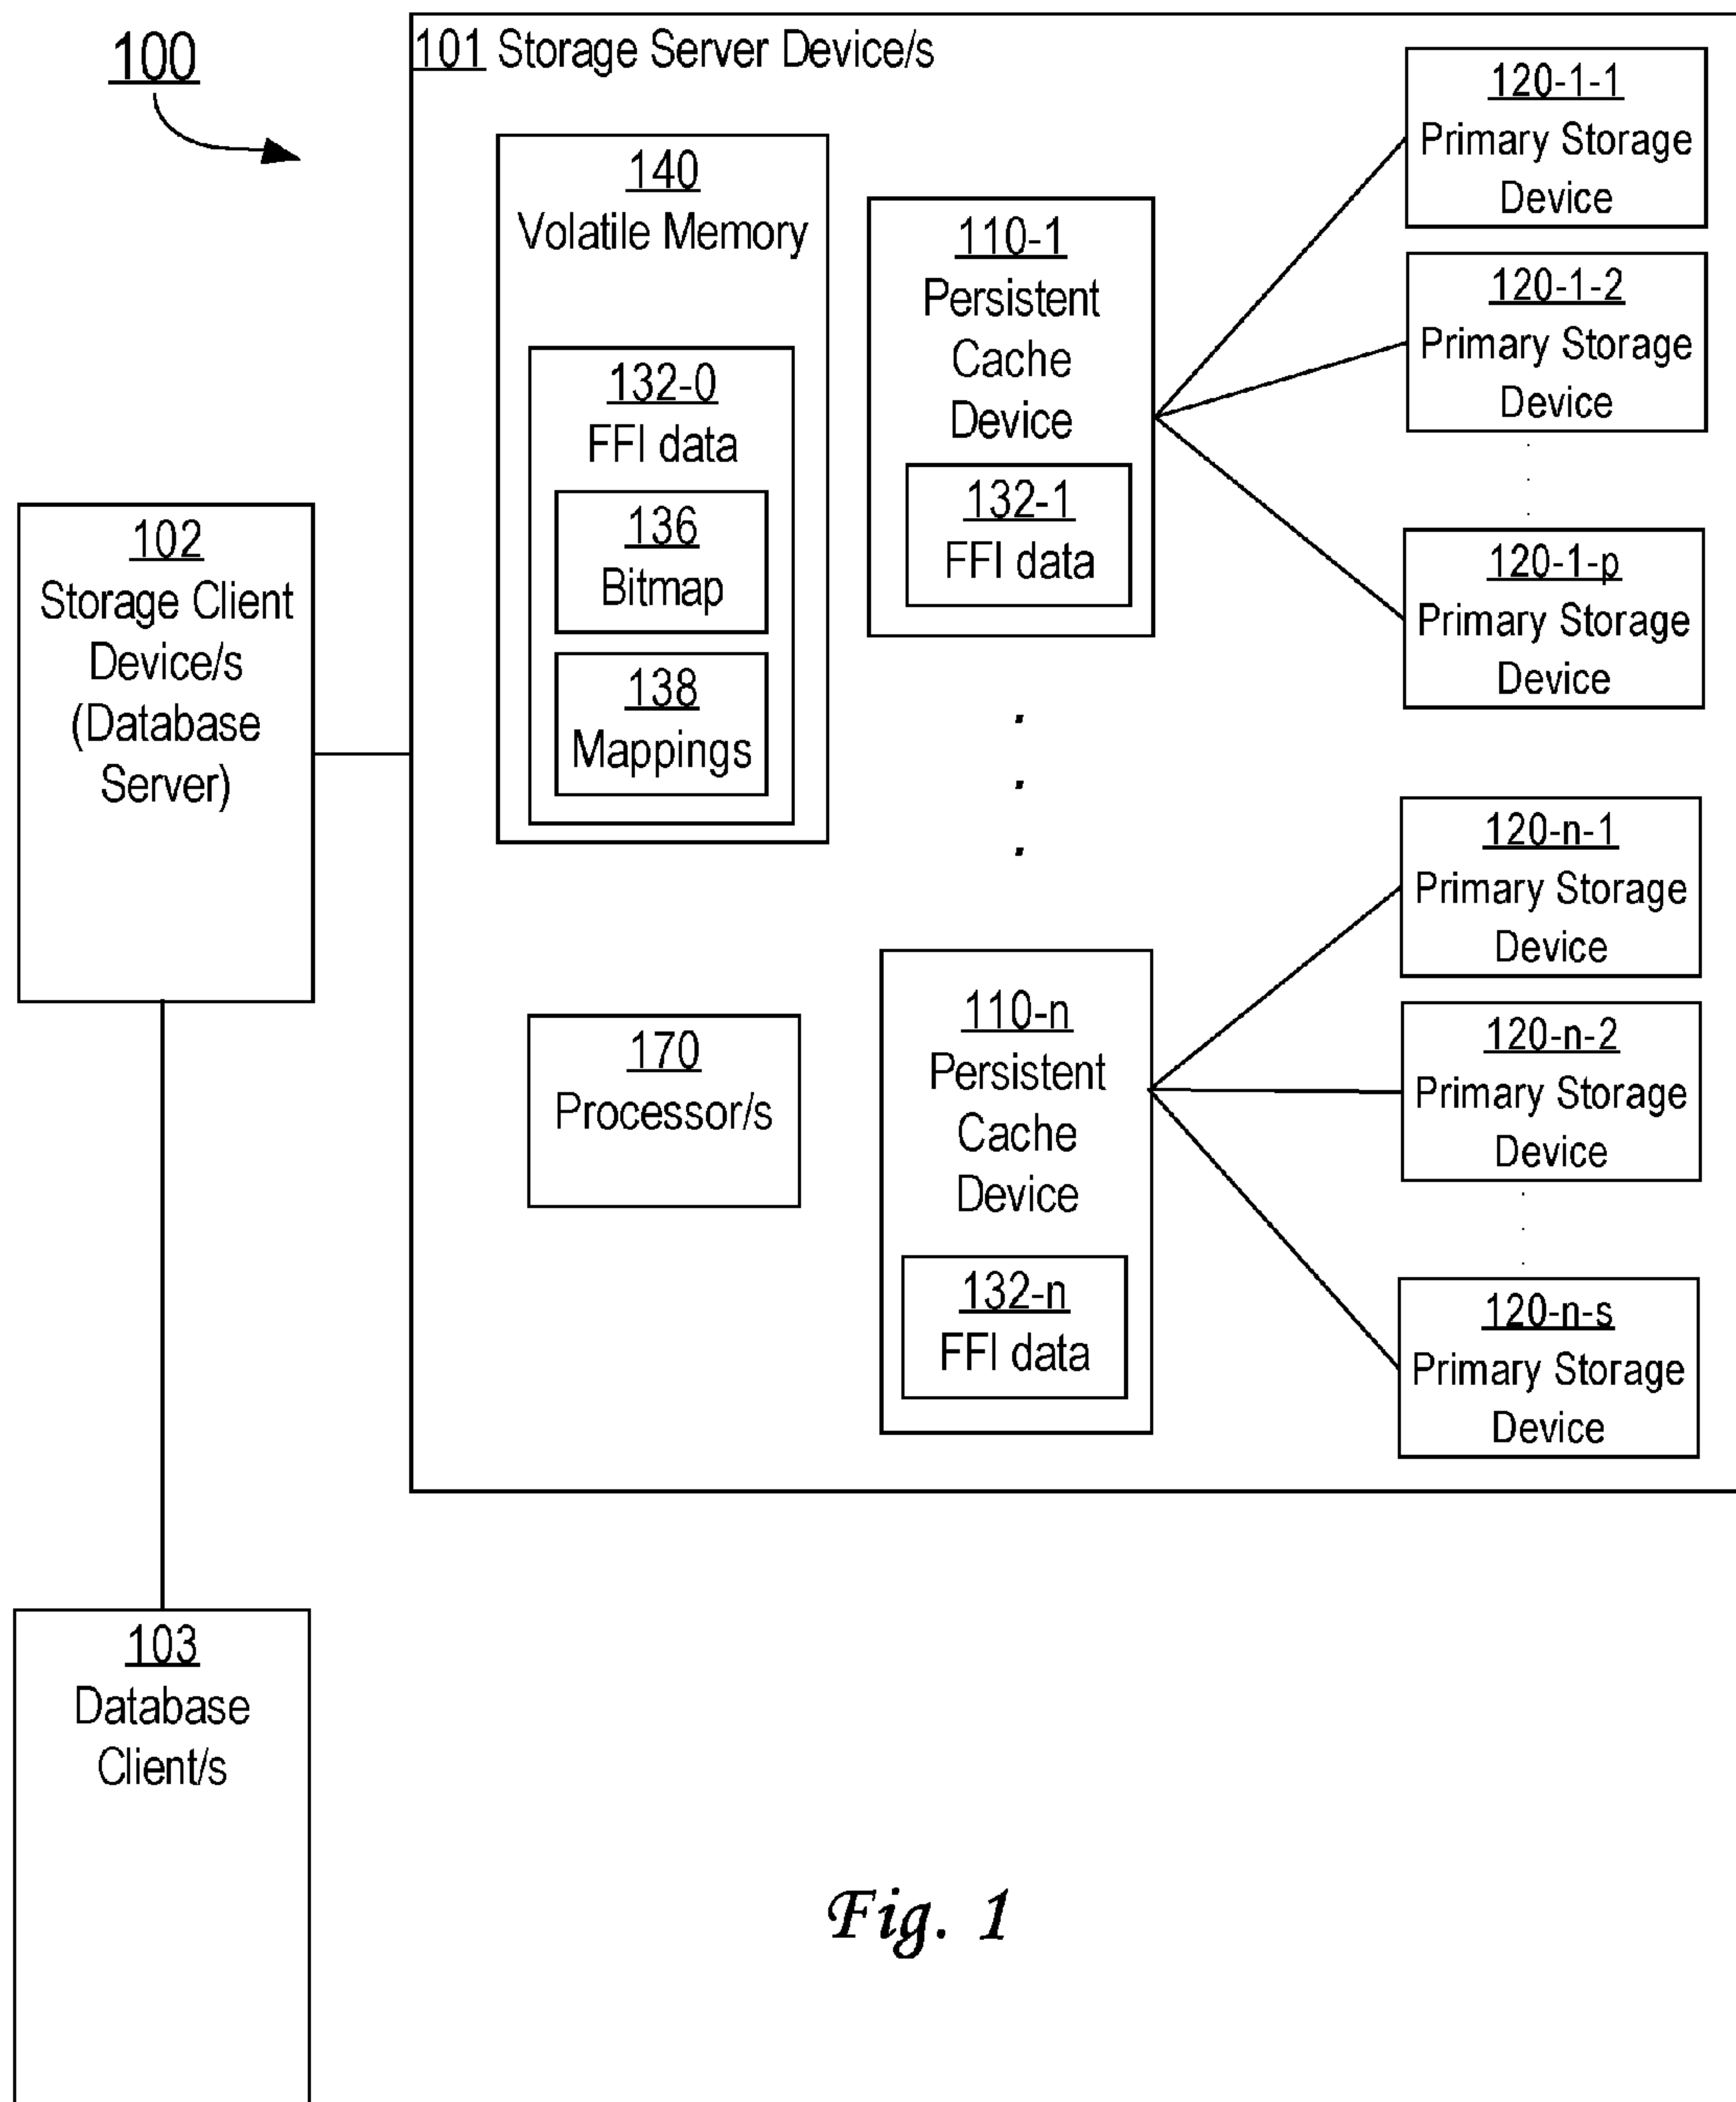 100
101 Storage Server Device/s
140
Volatile Memory
132-0
FFI data
136
Bitmap
138
Mappings
110-1
Persistent
Cache
Device
132-1
FFI data
120-1-1
Primary Storage
Device
120-1-2
Primary Storage
Device
120-1-p
Primary Storage
Device
102
Storage Client
Device/s
(Database
Server)
170
Processor/s
110-n
Persistent
Cache
Device
132-n
FFI data
120-n-1
Primary Storage
Device
120-n-2
Primary Storage
Device
120-n-s
Primary Storage
Device
103
Database
Client/s
Fig. 1